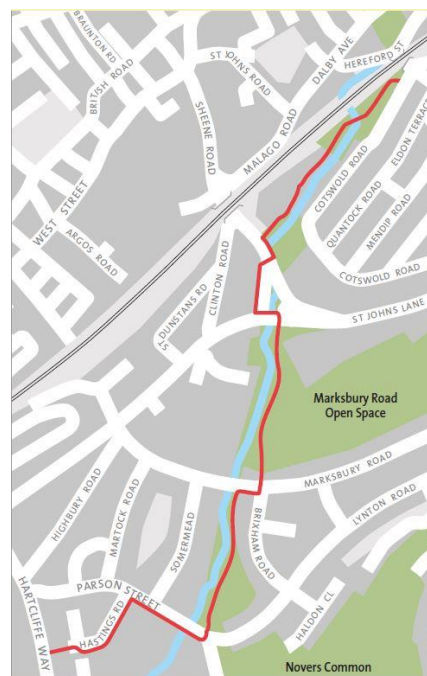 BRAUNTON RD
BRITISH ROAD
ST JOHNS ROAD
DALBY AVE
HEREFORD ST
SHEENE ROAD
MALAGO ROAD
WEST STREET
ARGOS ROAD
COTSWOLD ROAD
ELDON TERRACE
QUANTOCK ROAD
MENDIP ROAD
COTSWOLD ROAD
ST DUNSTANS RD
CLINTON ROAD
ST JOHNS LANE
Marksbury Road
Open Space
HIGHBURY ROAD
MARTOCK ROAD
SOMERMEAD
MARKSBURY ROAD
LYNTON ROAD
BRIXHAM ROAD
HALDON CL
PARSON STREET
HASTINGS RD
HARTCLIFFE WAY
Novers Common